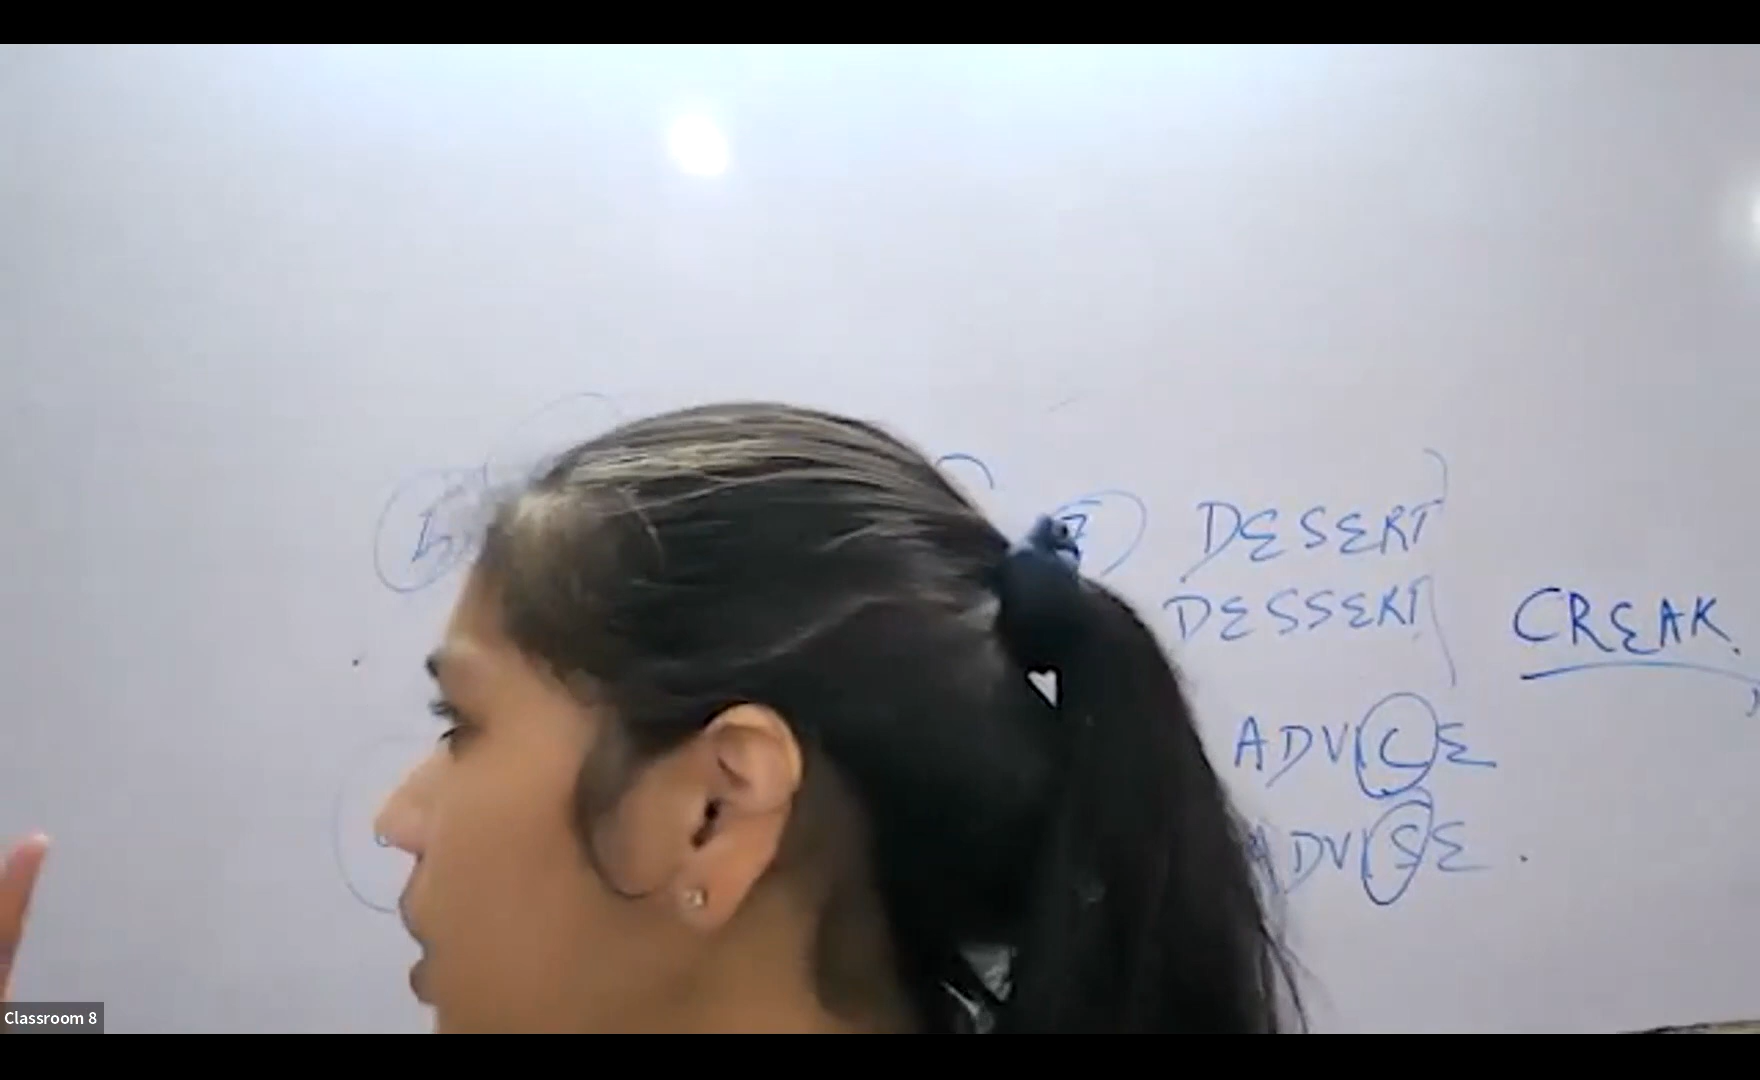 DESERT
DESSERT
CREAK.
ADVICE
ADVISE.
Classroom 8